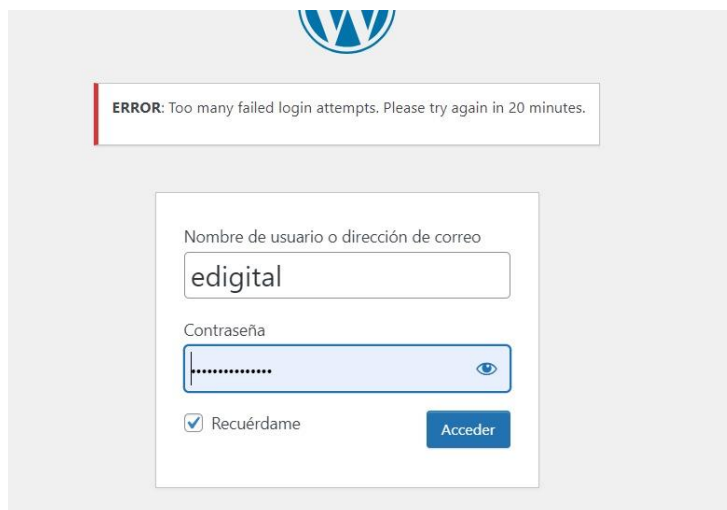 ERROR: Too many failed login attempts. Please try again in 20 minutes.
Nombre de usuario o dirección de correo
edigital
Contraseña
•••••••••••••••
Recuérdame
Acceder